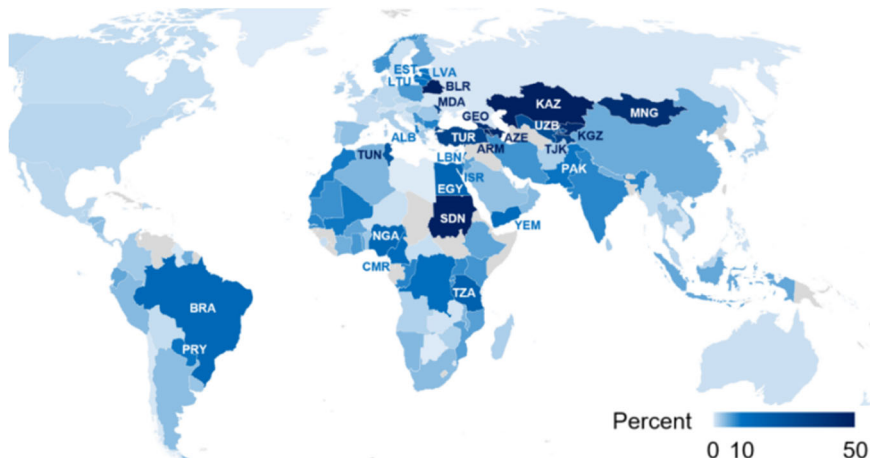 EST
LVA
LTU
BLR
MDA
KAZ
MNG
GEO
UZB
ALB
TUR
AZE
KGZ
TUN
ARM
TJK
LBN
ISR
PAK
EGY
SDN
YEM
NGA
CMR
TZA
BRA
PRY
Percent
0 10 50